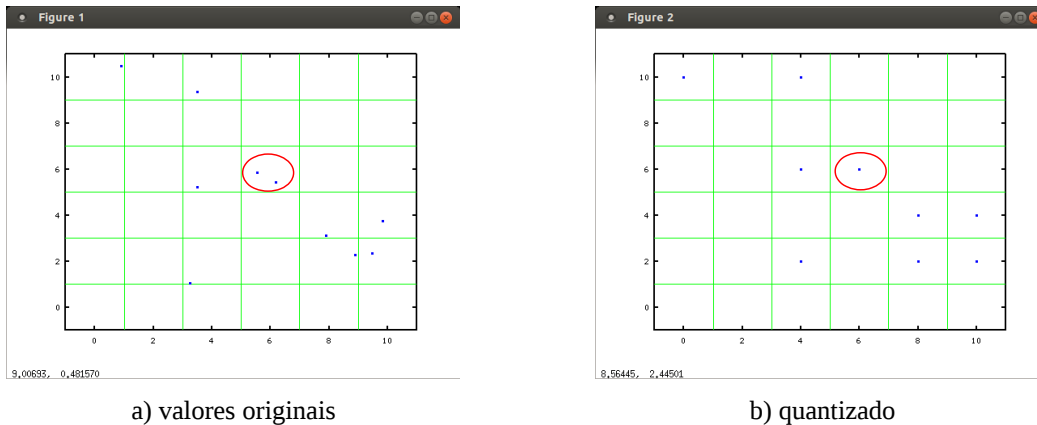 Figure 1
10
8
6
4
2
0
0 2 4 6 8 10
9.00693, 0.481570
a) valores originais
Figure 2
10
8
6
4
2
0
0 2 4 6 8 10
8.56445, 2.44501
b) quantizado